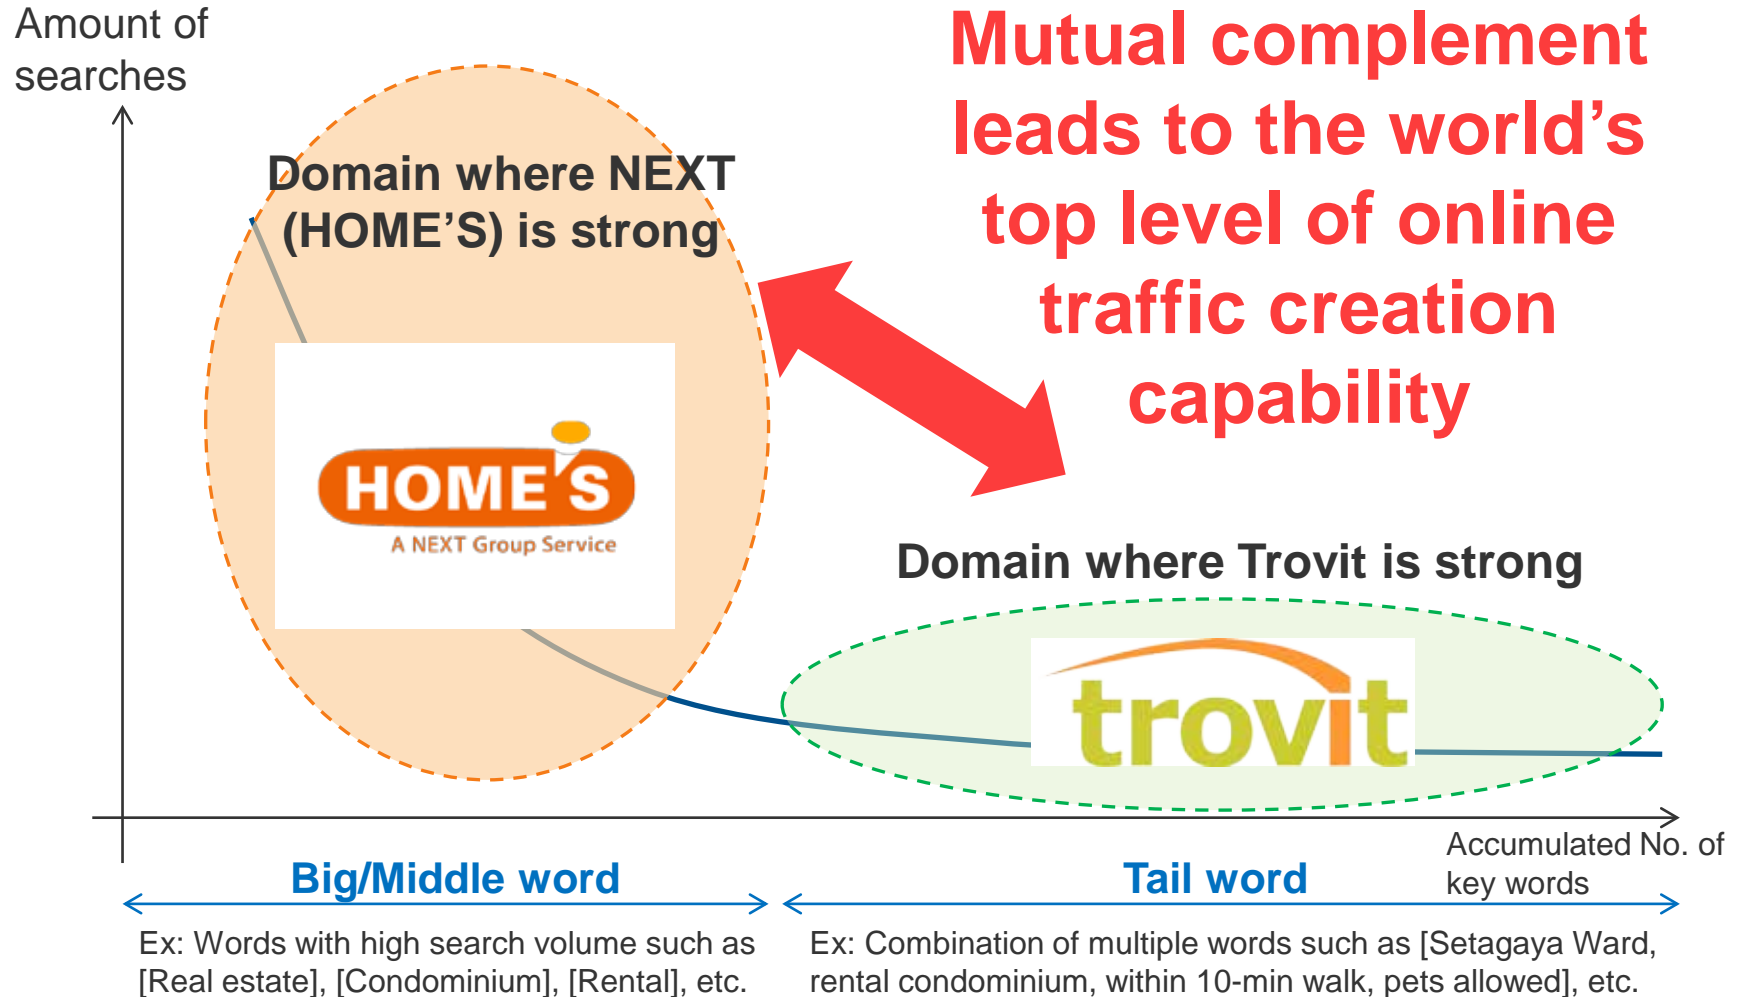 Amount of
searches
Mutual complement
leads to the world’s
top level of online
traffic creation
capability
Domain where NEXT
(HOME’S) is strong
HOME'S
A NEXT Group Service
Domain where Trovit is strong
trovit
Accumulated No. of
key words
Big/Middle word
Tail word
Ex: Words with high search volume such as
[Real estate], [Condominium], [Rental], etc.
Ex: Combination of multiple words such as [Setagaya Ward,
rental condominium, within 10-min walk, pets allowed], etc.